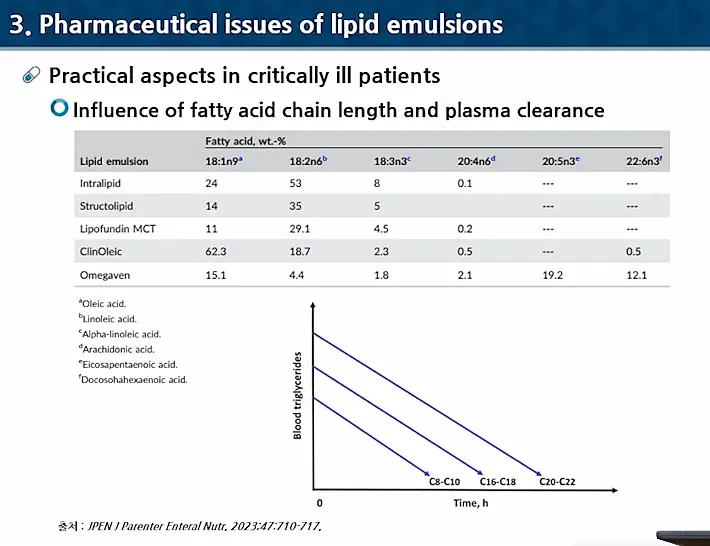 3. Pharmaceutical issues of lipid emulsions
Practical aspects in critically ill patients
Influence of fatty acid chain length and plasma clearance
Fatty acid, wt.-%
Lipid emulsion 18:1n9a 18:2n6b 18:3n3c 20:4n6d 20:5n3e 22:6n3f
Intralipid 24 53 8 0.1 --- ---
Structolipid 14 35 5 --- ---
Lipofundin MCT 11 29.1 4.5 0.2 --- ---
ClinOleic 62.3 18.7 2.3 0.5 --- 0.5
Omegaven 15.1 4.4 1.8 2.1 19.2 12.1
aOleic acid.
bLinoleic acid.
cAlpha-linoleic acid.
dArachidonic acid.
eEicosapentaenoic acid.
fDocosohahexaenoic acid.
Blood triglycerides
C8-C10 C16-C18 C20-C22
0 Time, h
출처 : JPEN J Parenter Enteral Nutr. 2023;47:710-717.